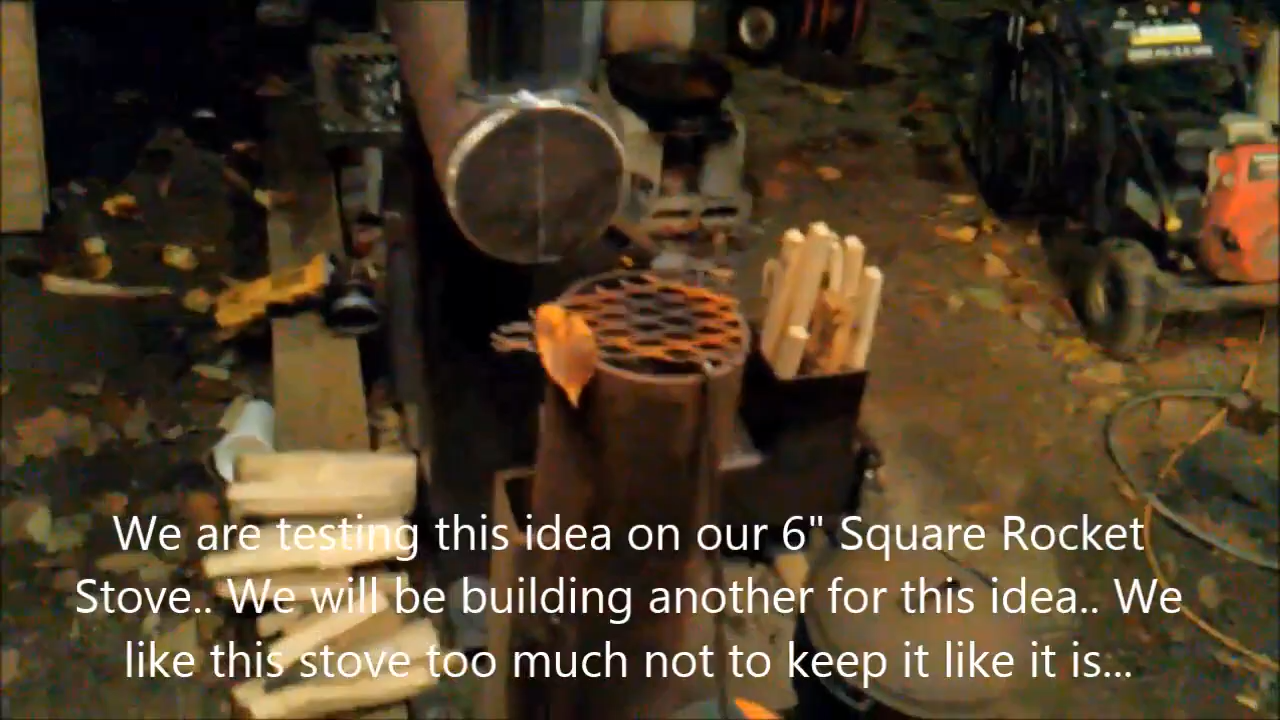 We are testing this idea on our 6" Square Rocket
Stove.. We will be building another for this idea.. We
like this stove too much not to keep it like it is...